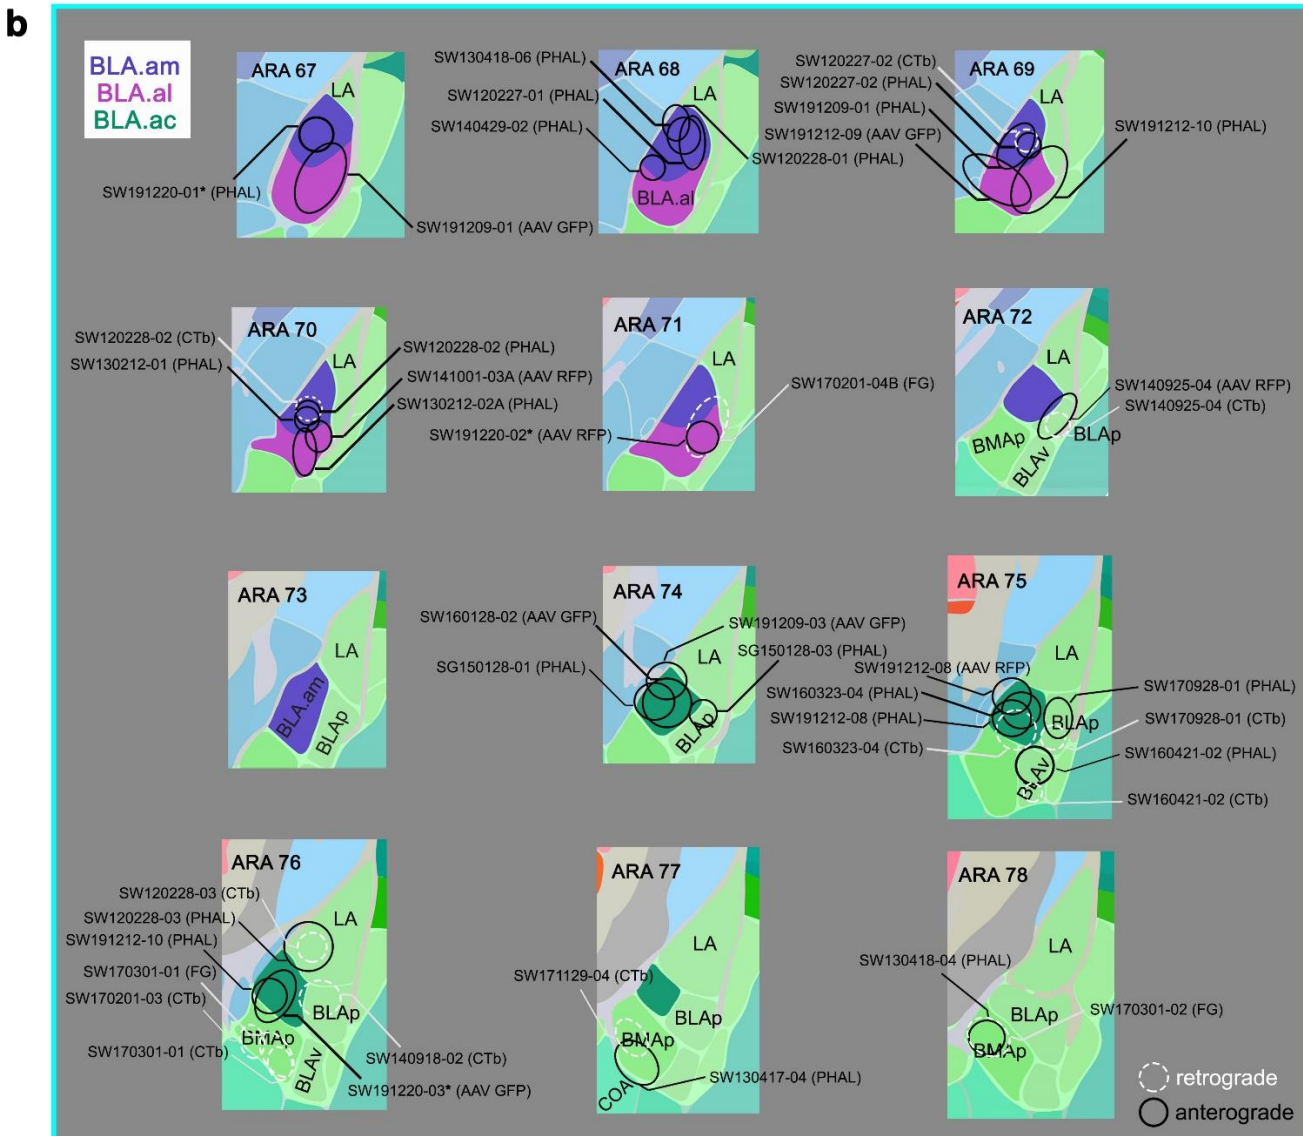 b
BLA.am
BLA.al
BLA.ac
ARA 67
LA
SW191220-01* (PHAL)
SW191209-01 (AAV GFP)
ARA 68
LA
SW130418-06 (PHAL)
SW120227-01 (PHAL)
SW140429-02 (PHAL)
SW120228-01 (PHAL)
BLA.al
ARA 69
LA
SW120227-02 (CTb)
SW120227-02 (PHAL)
SW191209-01 (PHAL)
SW191212-09 (AAV GFP)
SW191212-10 (PHAL)
ARA 70
LA
SW120228-02 (CTb)
SW130212-01 (PHAL)
SW120228-02 (PHAL)
SW141001-03A (AAV RFP)
SW130212-02A (PHAL)
ARA 71
LA
SW191220-02* (AAV RFP)
SW170201-04B (FG)
ARA 72
LA
SW140925-04 (AAV RFP)
SW140925-04 (CTb)
BMAp
BLAv
BLAp
ARA 73
LA
BLA.am
BLAp
ARA 74
LA
SW160128-02 (AAV GFP)
SG150128-01 (PHAL)
SW191209-03 (AAV GFP)
SG150128-03 (PHAL)
BLAp
ARA 75
LA
SW191212-08 (AAV RFP)
SW160323-04 (PHAL)
SW191212-08 (PHAL)
SW160323-04 (CTb)
SW170928-01 (PHAL)
BLAp
SW170928-01 (CTb)
SW160421-02 (PHAL)
BLAv
SW160421-02 (CTb)
ARA 76
LA
SW120228-03 (CTb)
SW120228-03 (PHAL)
SW191212-10 (PHAL)
SW170301-01 (FG)
SW170201-03 (CTb)
SW170301-01 (CTb)
BLAp
BMAp
BLAv
SW140918-02 (CTb)
SW191220-03* (AAV GFP)
ARA 77
LA
SW171129-04 (CTb)
BLAp
BMAp
COA
SW130417-04 (PHAL)
ARA 78
LA
SW130418-04 (PHAL)
BLAp
SW170301-02 (FG)
BMAp
retrograde
anterograde